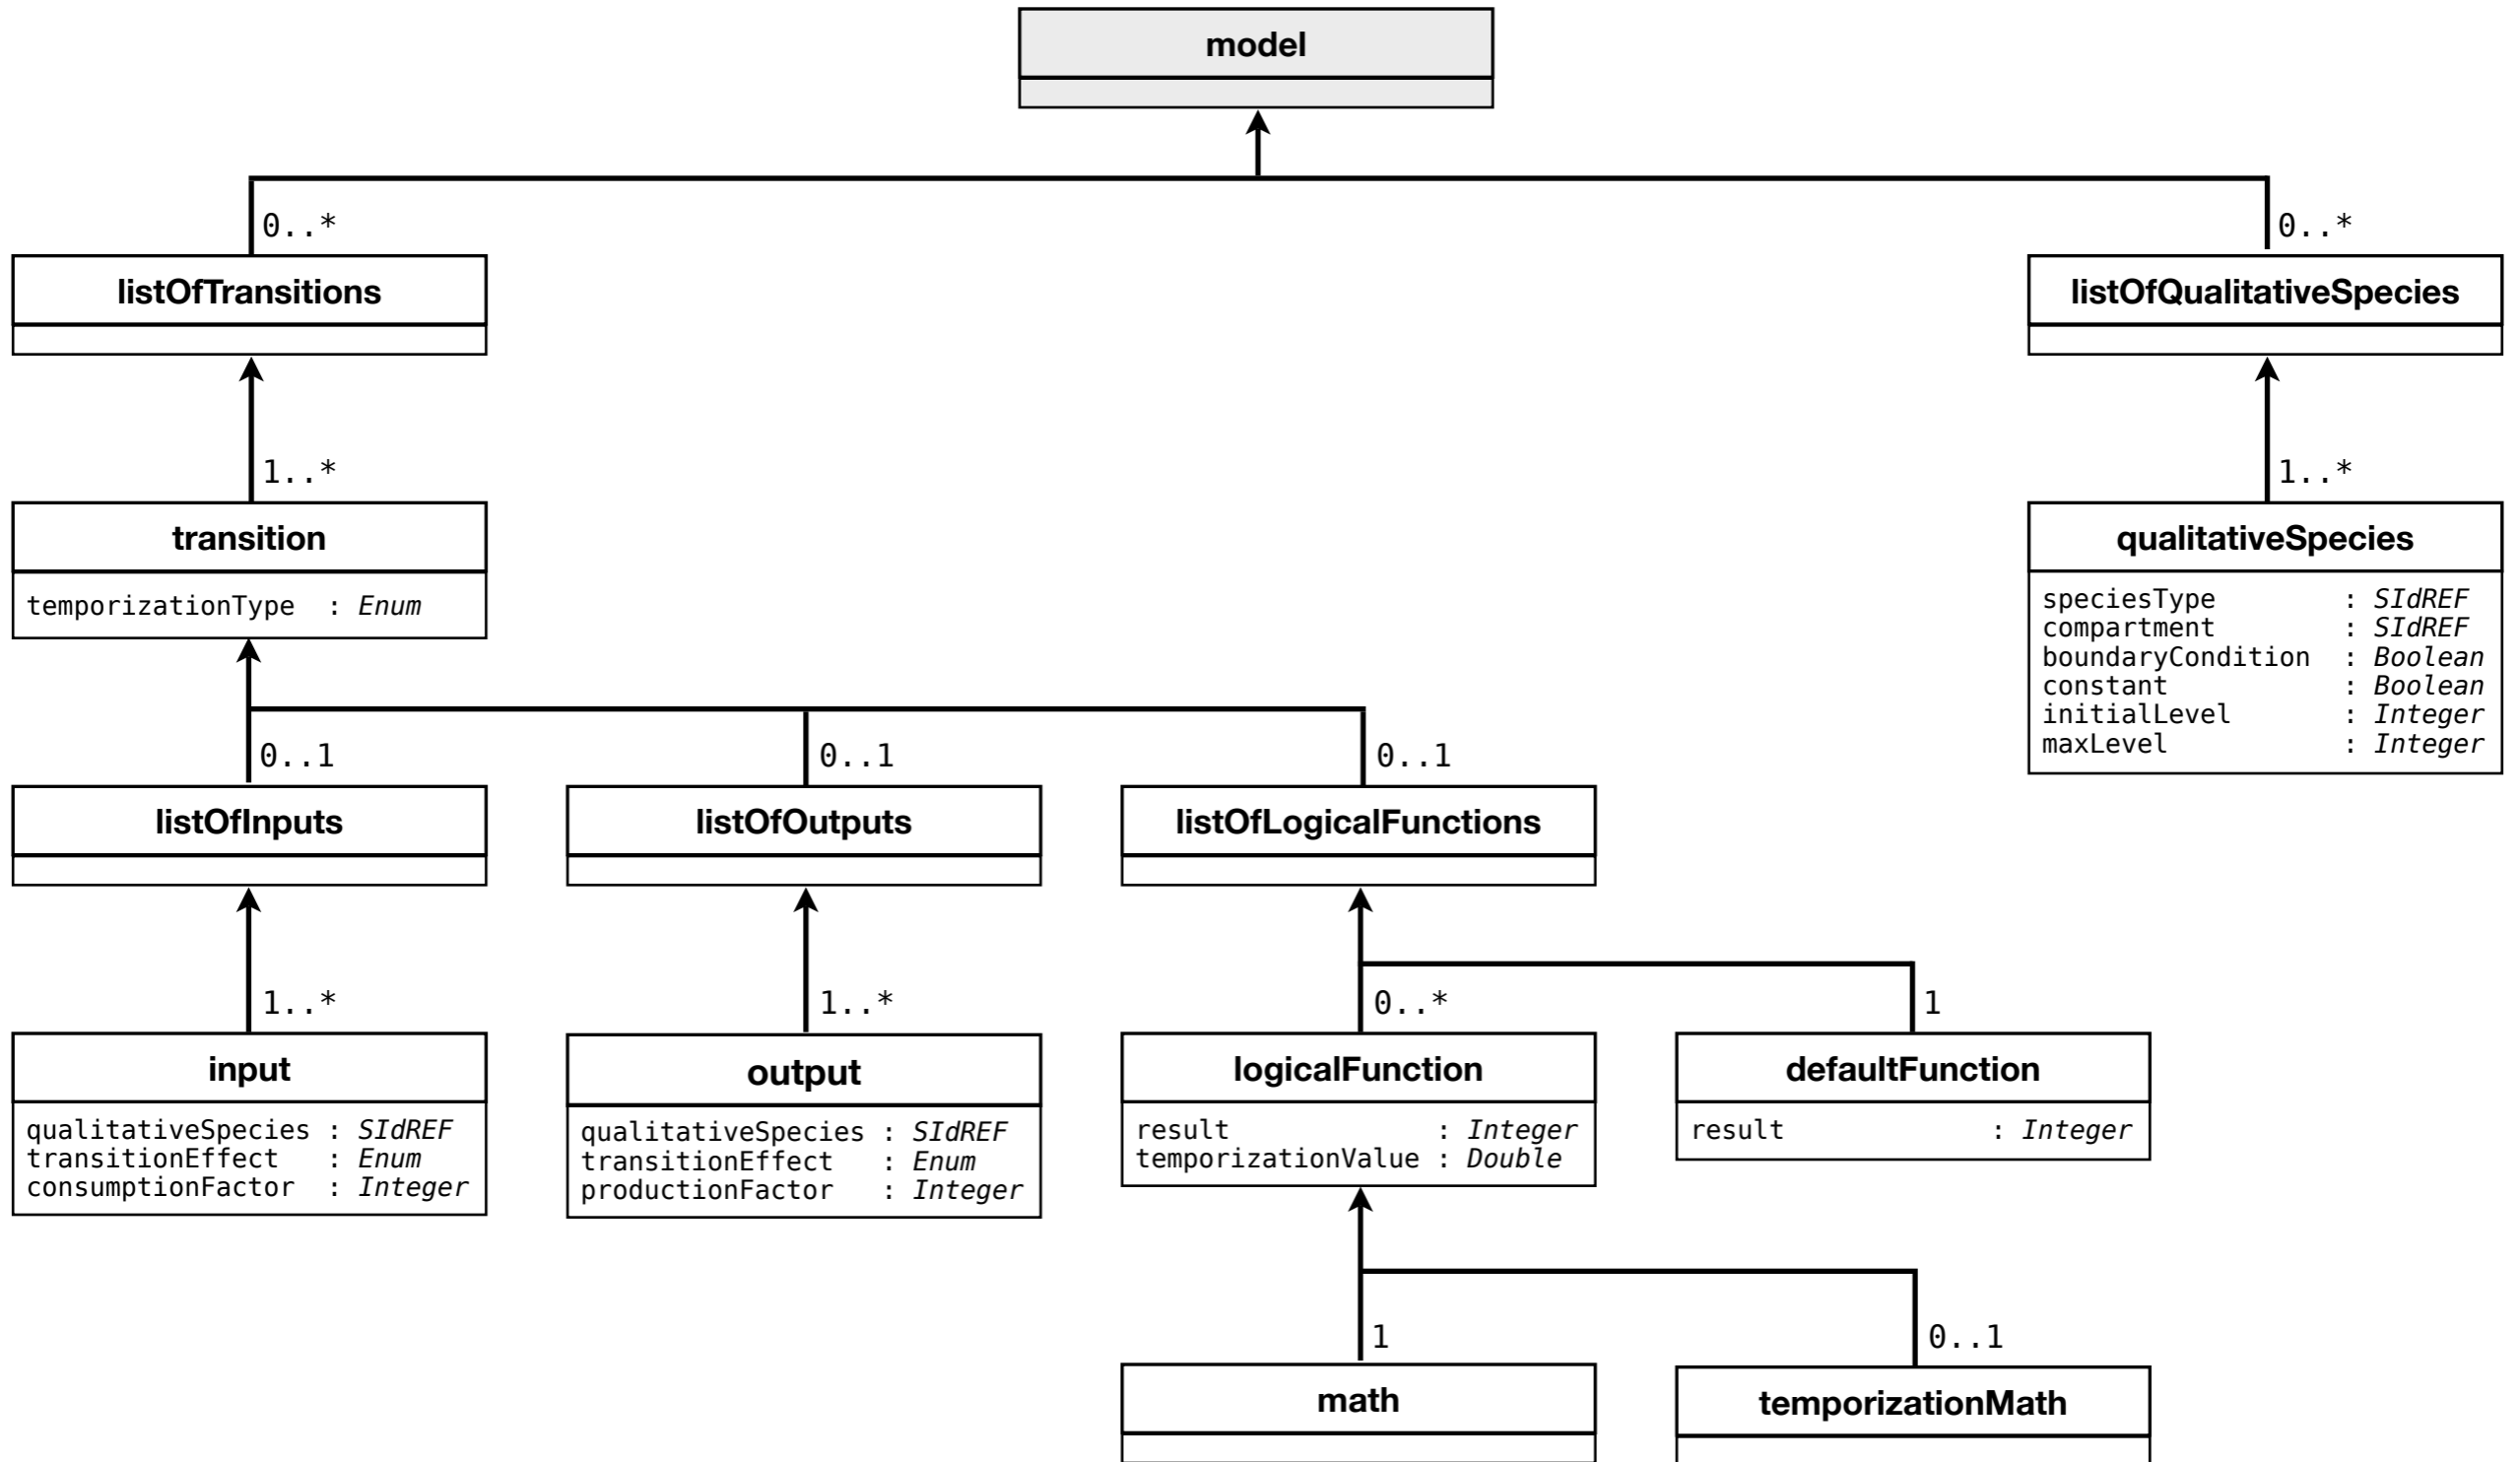 model
0..*
0..*
listOfTransitions
listOfQualitativeSpecies
1..*
1..*
transition
temporizationType : Enum
qualitativeSpecies
speciesType : SIdREF
compartment : SIdREF
boundaryCondition : Boolean
constant : Boolean
initialLevel : Integer
maxLevel : Integer
0..1
0..1
0..1
listOfInputs
listOfOutputs
listOfLogicalFunctions
1..*
1..*
0..*
1
input
qualitativeSpecies : SIdREF
transitionEffect : Enum
consumptionFactor : Integer
output
qualitativeSpecies : SIdREF
transitionEffect : Enum
productionFactor : Integer
logicalFunction
result : Integer
temporizationValue : Double
defaultFunction
result : Integer
1
0..1
math
temporizationMath